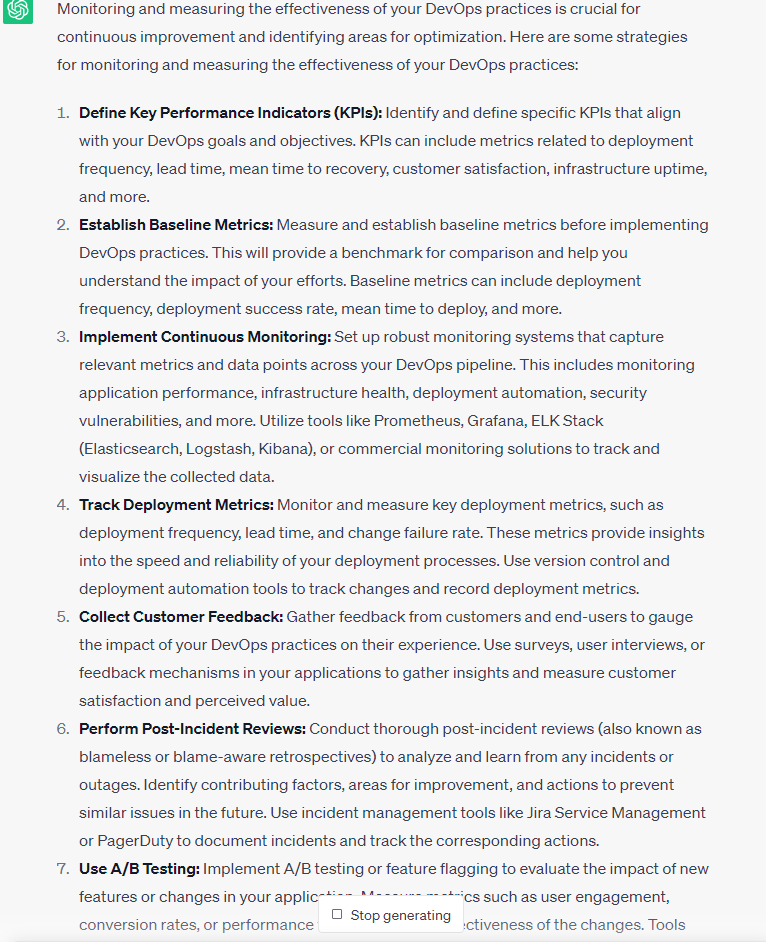 Monitoring and measuring the effectiveness of your DevOps practices is crucial for
continuous improvement and identifying areas for optimization. Here are some strategies
for monitoring and measuring the effectiveness of your DevOps practices:
1. Define Key Performance Indicators (KPIs): Identify and define specific KPIs that align
with your DevOps goals and objectives. KPIs can include metrics related to deployment
frequency, lead time, mean time to recovery, customer satisfaction, infrastructure uptime,
and more.
2. Establish Baseline Metrics: Measure and establish baseline metrics before implementing
DevOps practices. This will provide a benchmark for comparison and help you
understand the impact of your efforts. Baseline metrics can include deployment
frequency, deployment success rate, mean time to deploy, and more.
3. Implement Continuous Monitoring: Set up robust monitoring systems that capture
relevant metrics and data points across your DevOps pipeline. This includes monitoring
application performance, infrastructure health, deployment automation, security
vulnerabilities, and more. Utilize tools like Prometheus, Grafana, ELK Stack
(Elasticsearch, Logstash, Kibana), or commercial monitoring solutions to track and
visualize the collected data.
4. Track Deployment Metrics: Monitor and measure key deployment metrics, such as
deployment frequency, lead time, and change failure rate. These metrics provide insights
into the speed and reliability of your deployment processes. Use version control and
deployment automation tools to track changes and record deployment metrics.
5. Collect Customer Feedback: Gather feedback from customers and end-users to gauge
the impact of your DevOps practices on their experience. Use surveys, user interviews, or
feedback mechanisms in your applications to gather insights and measure customer
satisfaction and perceived value.
6. Perform Post-Incident Reviews: Conduct thorough post-incident reviews (also known as
blameless or blame-aware retrospectives) to analyze and learn from any incidents or
outages. Identify contributing factors, areas for improvement, and actions to prevent
similar issues in the future. Use incident management tools like Jira Service Management
or PagerDuty to document incidents and track the corresponding actions.
7. Use A/B Testing: Implement A/B testing or feature flagging to evaluate the impact of new
features or changes in your application. Measure metrics such as user engagement,
conversion rates, or performance of the changes. Tools
Stop generating